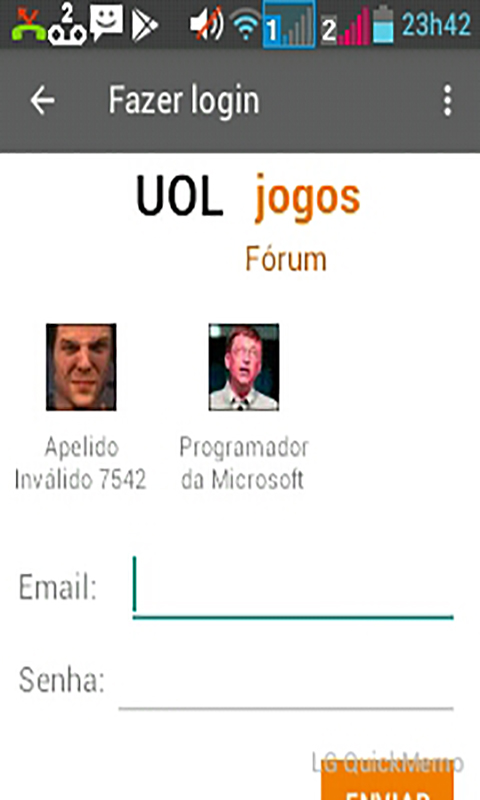 2 1 2 23h42
Fazer login
UOL jogos
Fórum
Apelido
Inválido 7542
Programador
da Microsoft
Email:
Senha:
LG QuickMemo
ENVIAR